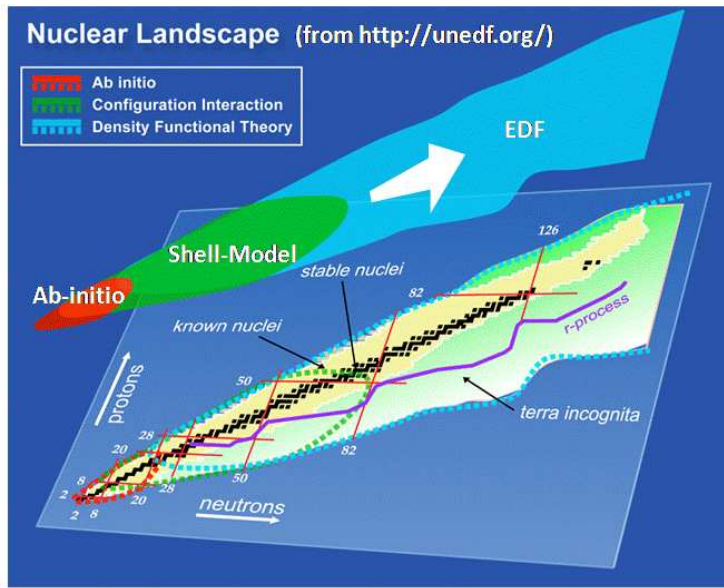 Nuclear Landscape (from http://unedf.org/)
Ab initio
Configuration Interaction
Density Functional Theory
EDF
Shell-Model
Ab-initio
126
stable nuclei
82
known nuclei
r-process
50
protons
terra incognita
28
82
20
50
8
28
20
2
neutrons
2 8